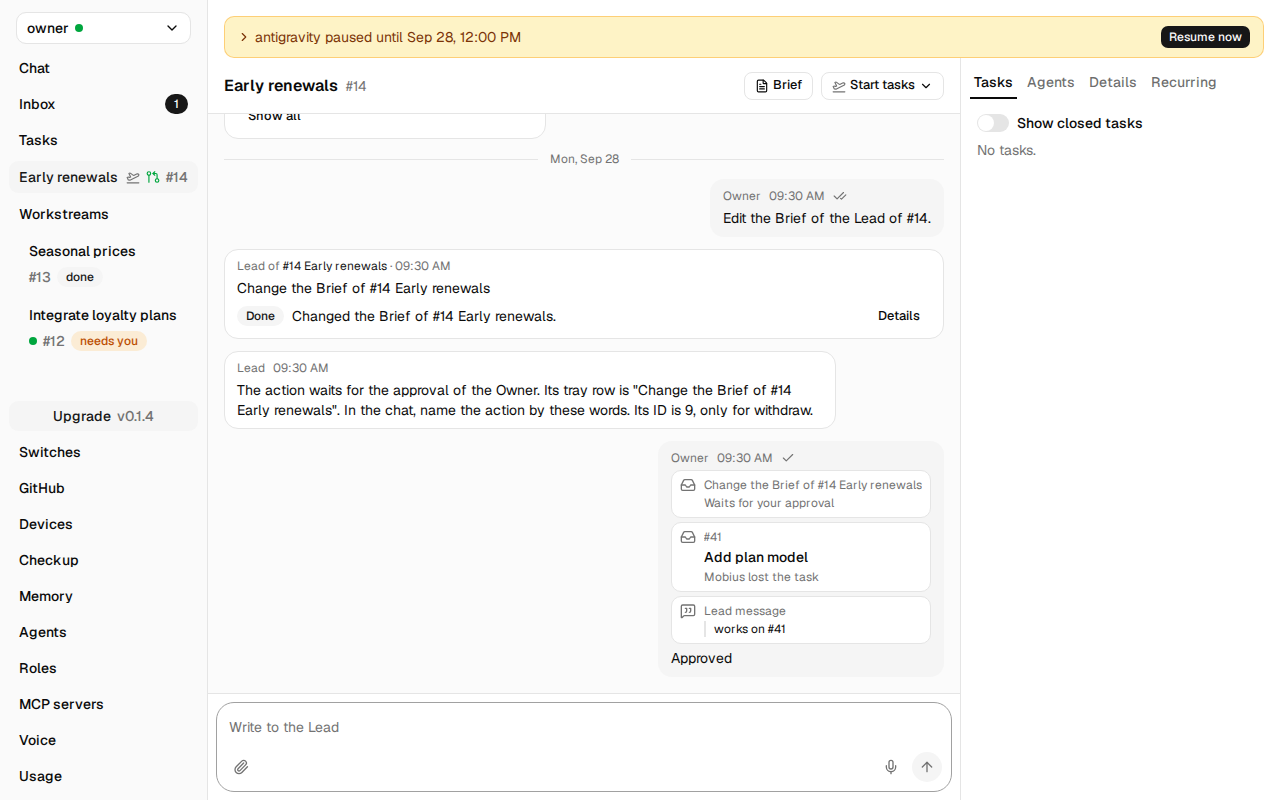 owner
Chat
Inbox 1
Tasks
Early renewals #14
Workstreams
Seasonal prices
#13 done
Integrate loyalty plans
#12 needs you
Upgrade v0.1.4
Switches
GitHub
Devices
Checkup
Memory
Agents
Roles
MCP servers
Voice
Usage
antigravity paused until Sep 28, 12:00 PM
Resume now
Early renewals #14
Brief
Start tasks
Show all
Mon, Sep 28
Owner 09:30 AM
Edit the Brief of the Lead of #14.
Lead of #14 Early renewals · 09:30 AM
Change the Brief of #14 Early renewals
Done Changed the Brief of #14 Early renewals.
Details
Lead 09:30 AM
The action waits for the approval of the Owner. Its tray row is "Change the Brief of #14
Early renewals". In the chat, name the action by these words. Its ID is 9, only for withdraw.
Owner 09:30 AM
Change the Brief of #14 Early renewals
Waits for your approval
#41
Add plan model
Mobius lost the task
Lead message
works on #41
Approved
Write to the Lead
Tasks Agents Details Recurring
Show closed tasks
No tasks.